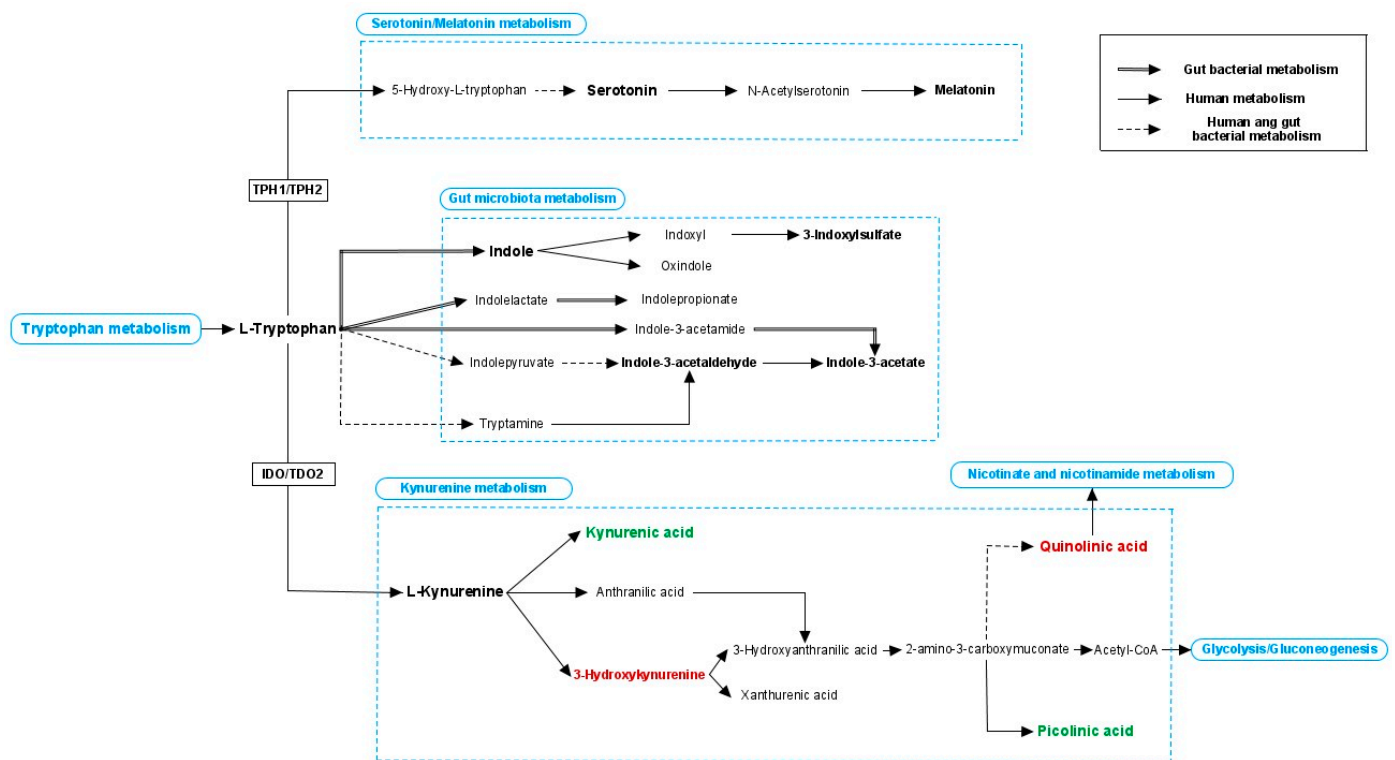 Serotonin/Melatonin metabolism
5-Hydroxy-L-tryptophan
Serotonin
N-Acetylserotonin
Melatonin
Gut bacterial metabolism
Human metabolism
Human ang gut
bacterial metabolism
TPH1/TPH2
Gut microbiota metabolism
Indole
Indoxyl
3-Indoxylsulfate
Oxindole
Indolelactate
Indolepropionate
Tryptophan metabolism
L-Tryptophan
Indole-3-acetamide
Indolepyruvate
Indole-3-acetaldehyde
Indole-3-acetate
Tryptamine
IDO/TDO2
Kynurenine metabolism
Nicotinate and nicotinamide metabolism
Kynurenic acid
Quinolinic acid
L-Kynurenine
Anthranilic acid
3-Hydroxyanthranilic acid
2-amino-3-carboxymuconate
Acetyl-CoA
Glycolysis/Gluconeogenesis
3-Hydroxykynurenine
Xanthurenic acid
Picolinic acid